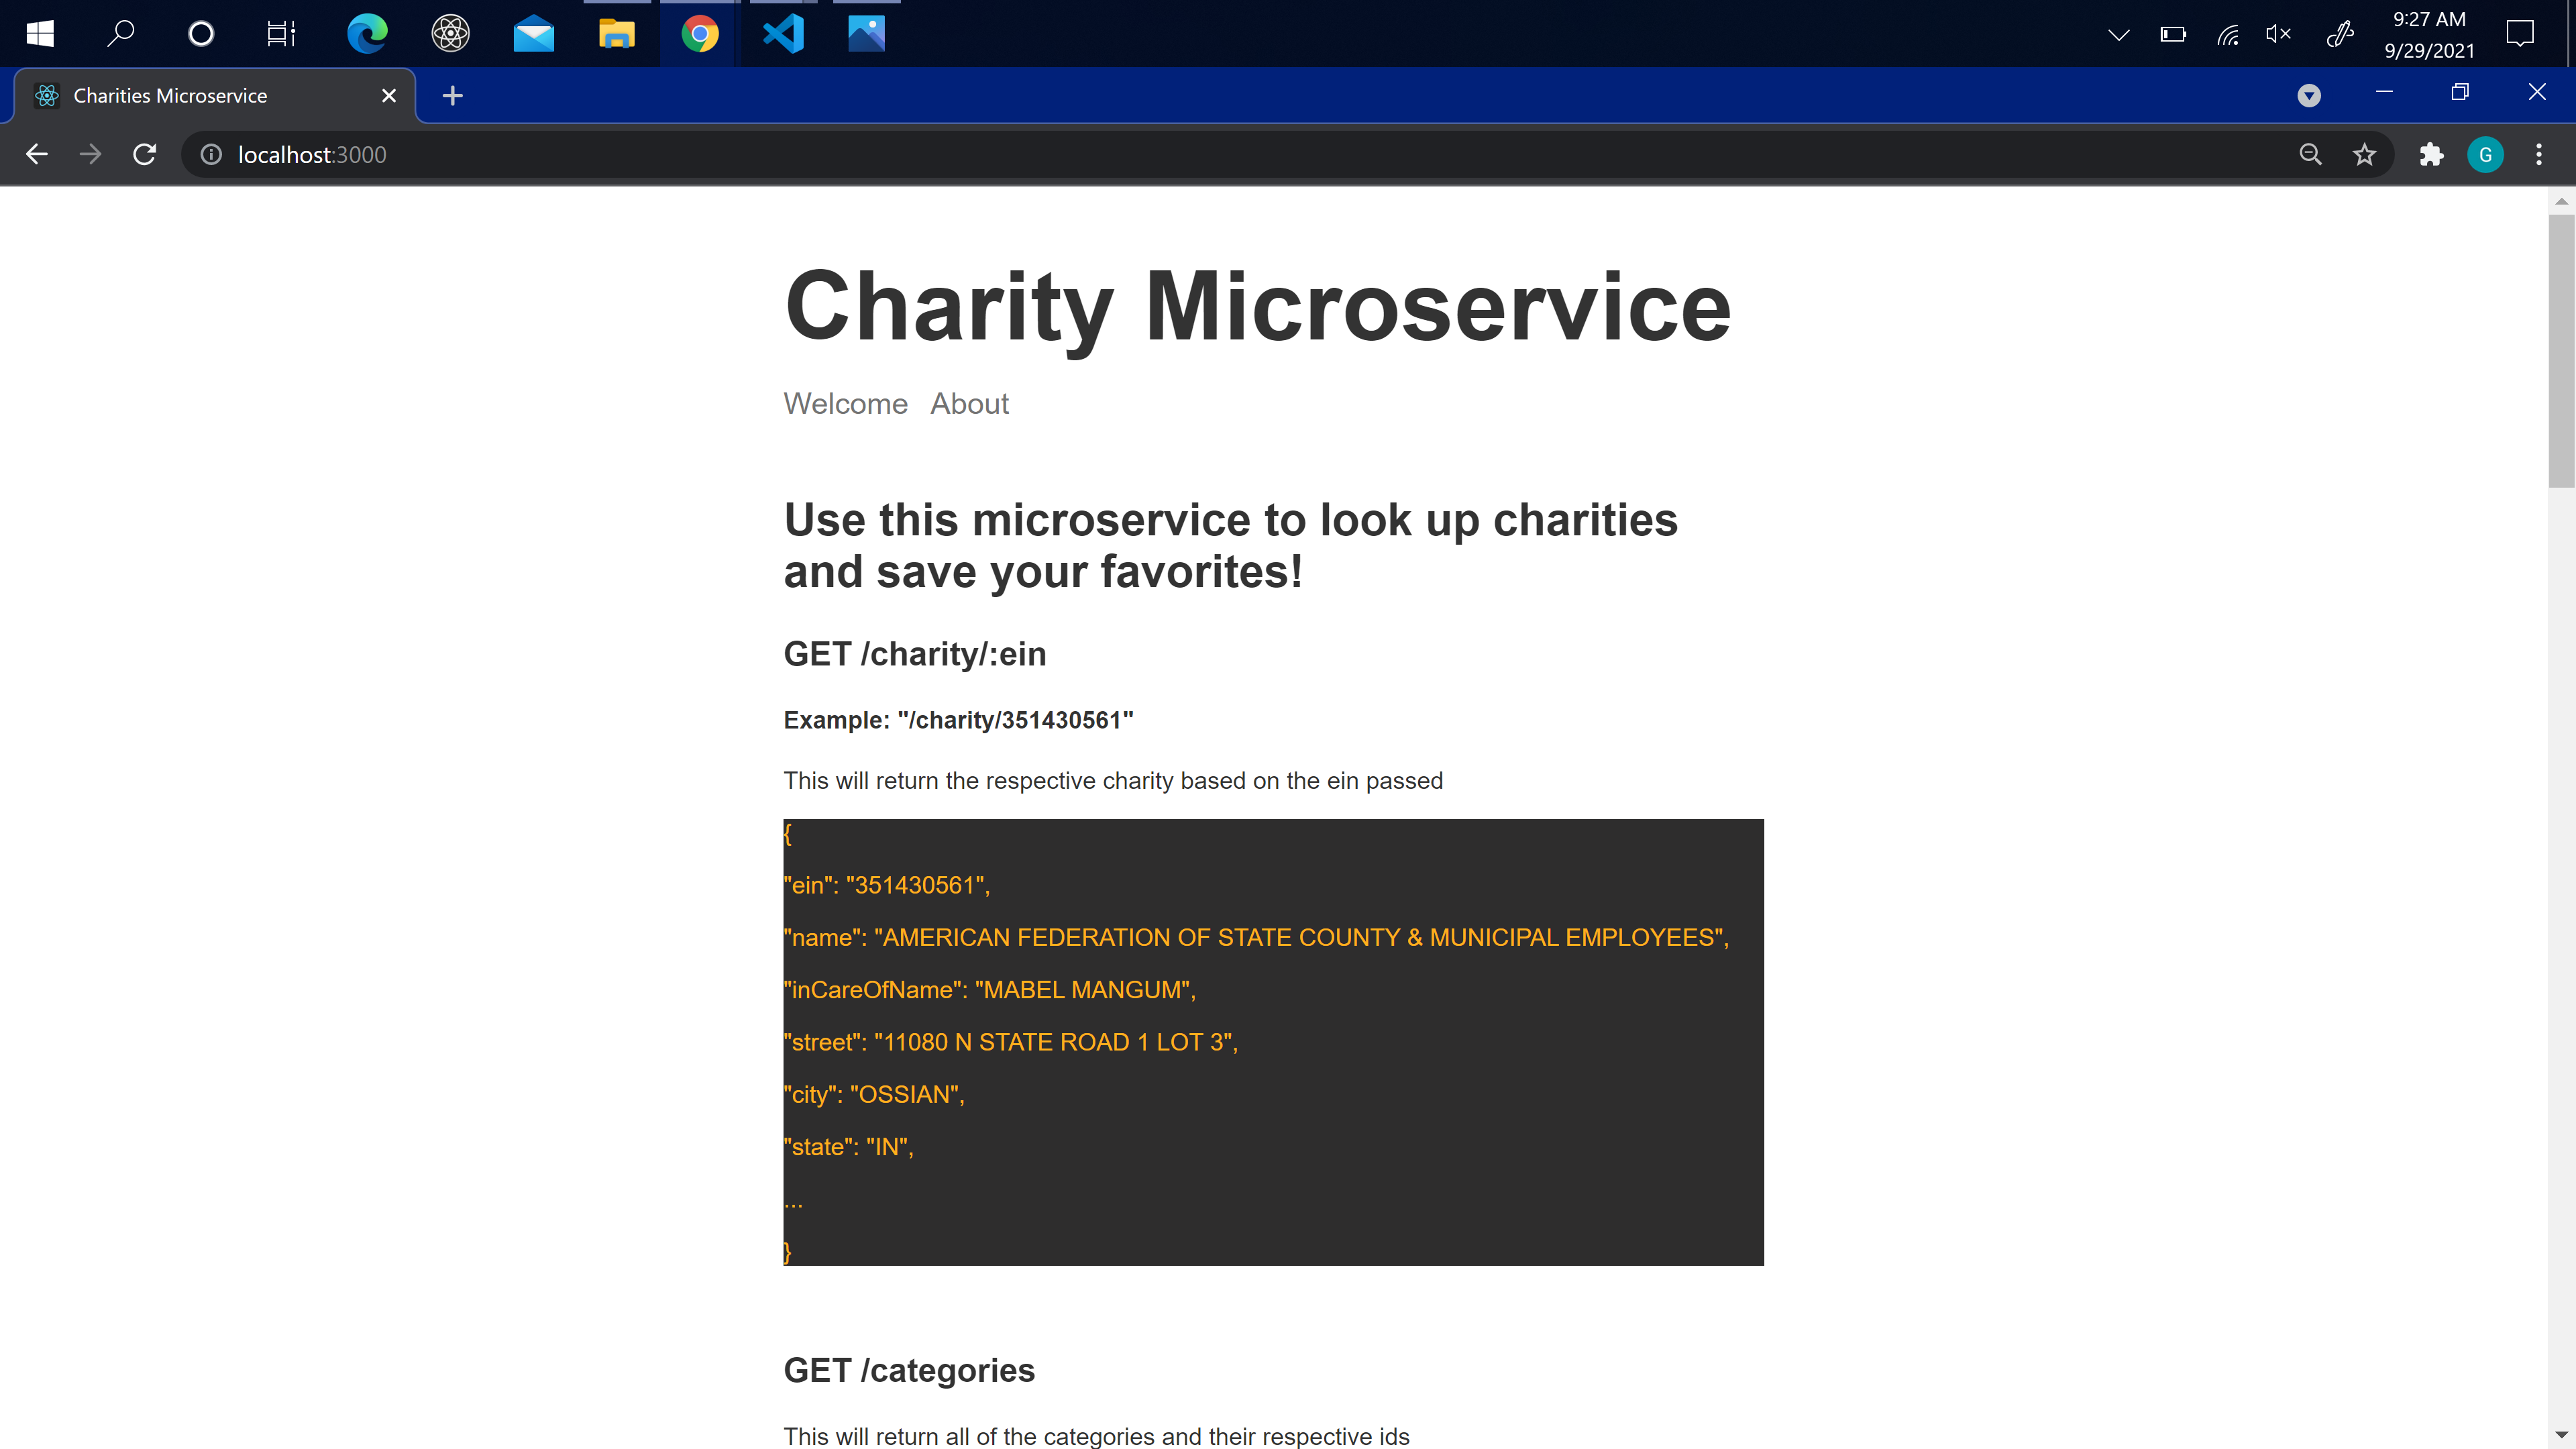 9:27 AM
9/29/2021
Charities Microservice
localhost:3000
G
Charity Microservice
Welcome About
Use this microservice to look up charities
and save your favorites!
GET /charity/:ein
Example: "/charity/351430561"
This will return the respective charity based on the ein passed
{
"ein": "351430561",
"name": "AMERICAN FEDERATION OF STATE COUNTY & MUNICIPAL EMPLOYEES",
"inCareOfName": "MABEL MANGUM",
"street": "11080 N STATE ROAD 1 LOT 3",
"city": "OSSIAN",
"state": "IN",
...
}
GET /categories
This will return all of the categories and their respective ids